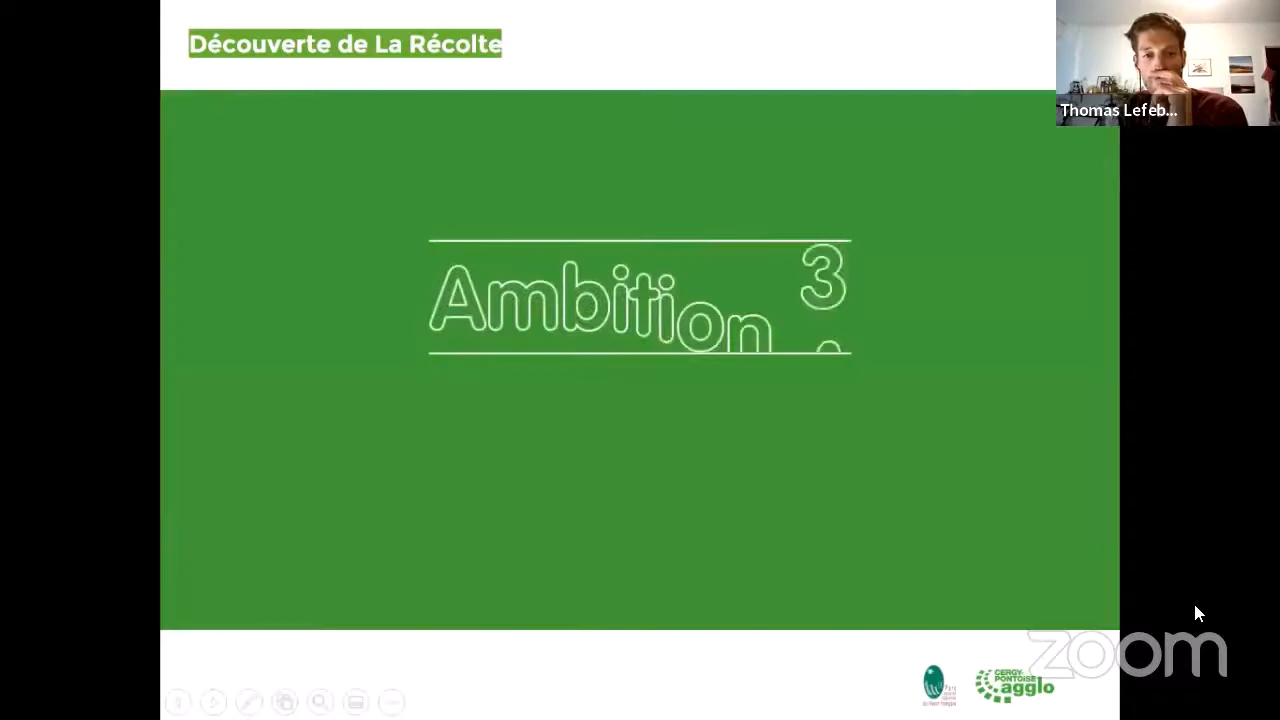 Découverte de La Récolte
Thomas Lefeb...
Ambition 3
zoom
CERGY-
PONTOISE
agglo